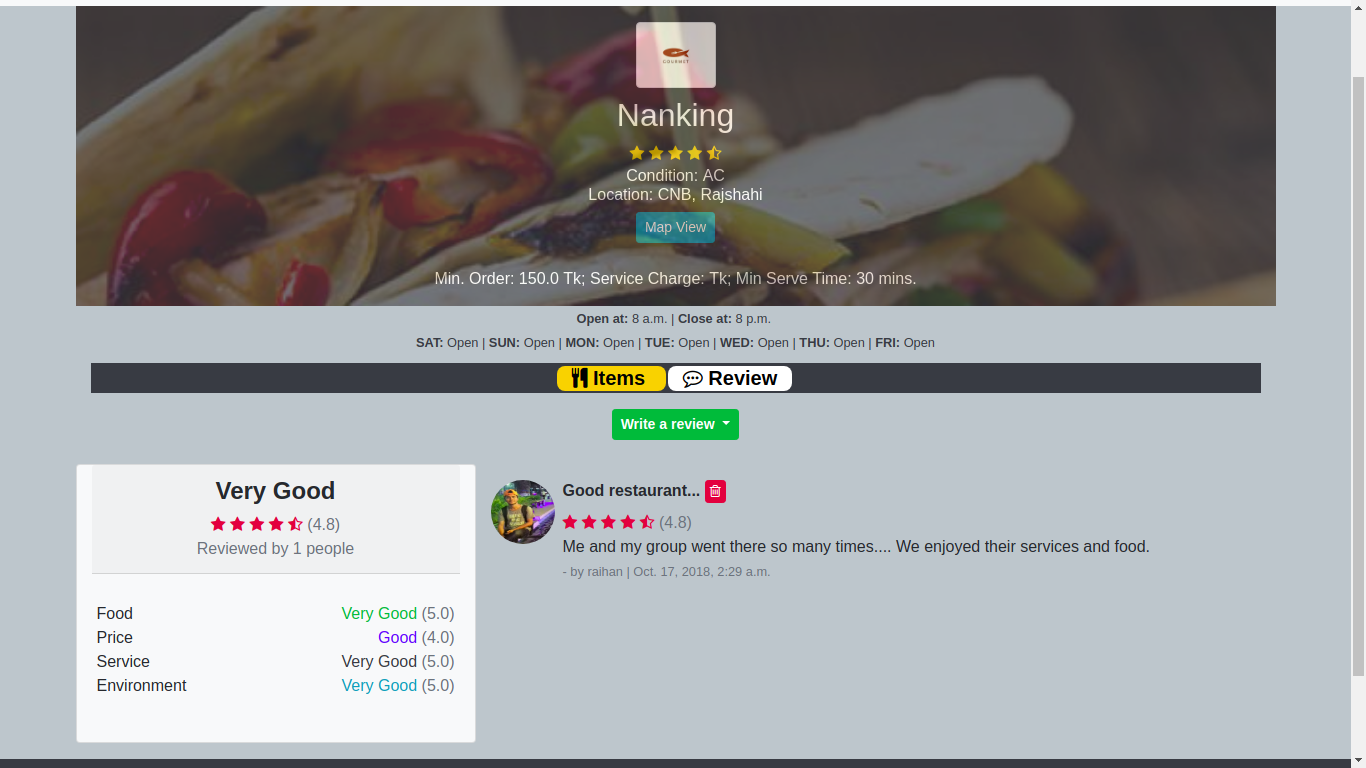 GOURMET
Nanking
Condition: AC
Location: CNB, Rajshahi
Map View
Min. Order: 150.0 Tk; Service Charge: Tk; Min Serve Time: 30 mins.
Open at: 8 a.m. | Close at: 8 p.m.
SAT: Open | SUN: Open | MON: Open | TUE: Open | WED: Open | THU: Open | FRI: Open
Items Review
Write a review
Very Good
(4.8)
Reviewed by 1 people
Food Very Good (5.0)
Price Good (4.0)
Service Very Good (5.0)
Environment Very Good (5.0)
Good restaurant...
(4.8)
Me and my group went there so many times.... We enjoyed their services and food.
- by raihan | Oct. 17, 2018, 2:29 a.m.